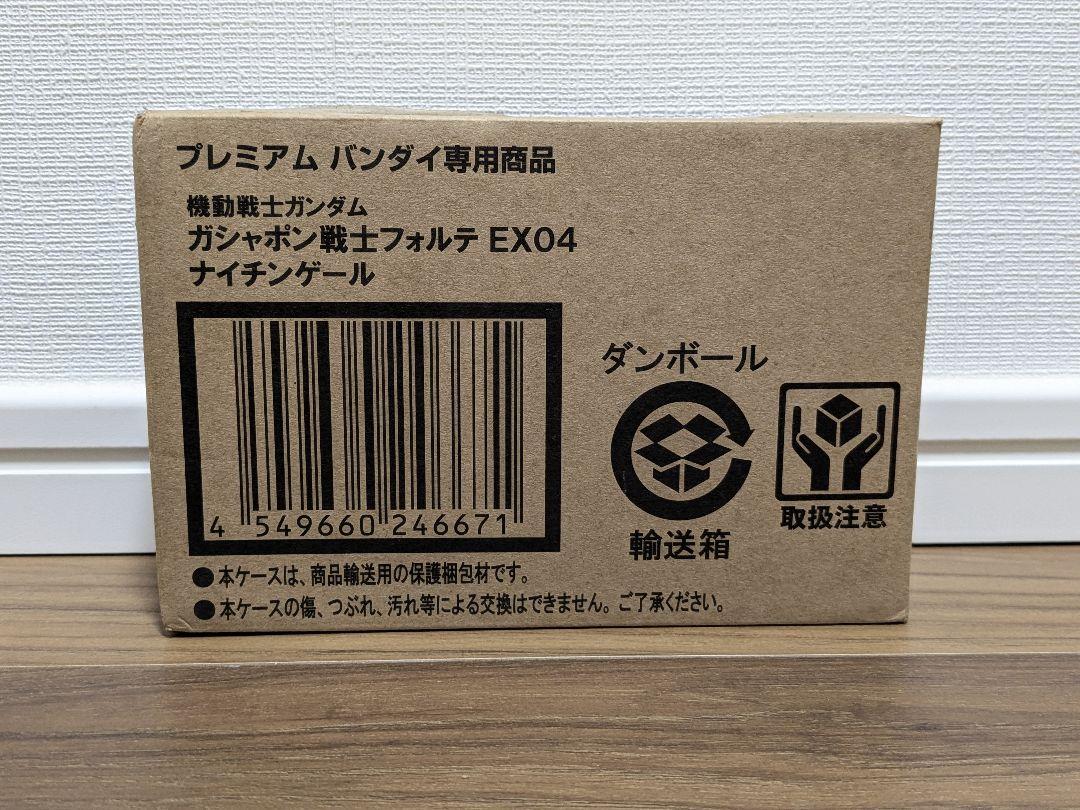 プレミアム バンダイ専用商品
機動戦士ガンダム
ガシャポン戦士フォルテ EX04
ナイチンゲール
4 549660 246671
ダンボール
輸送箱
取扱注意
●本ケースは、商品輸送用の保護梱包材です。
●本ケースの傷、つぶれ、汚れ等による交換はできません。ご了承ください。